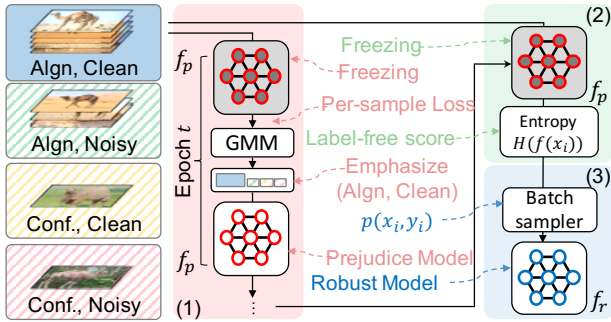 Algn, Clean
Algn, Noisy
Conf., Clean
Conf., Noisy
Epoch t
f_p
GMM
f_p
⋮
(1)
Freezing
Freezing
Per-sample Loss
Label-free score
Emphasize
(Algn, Clean)
p(x_i,y_i)
Prejudice Model
Robust Model
(2)
f_p
Entropy
H(f(x_i))
(3)
Batch
sampler
f_r